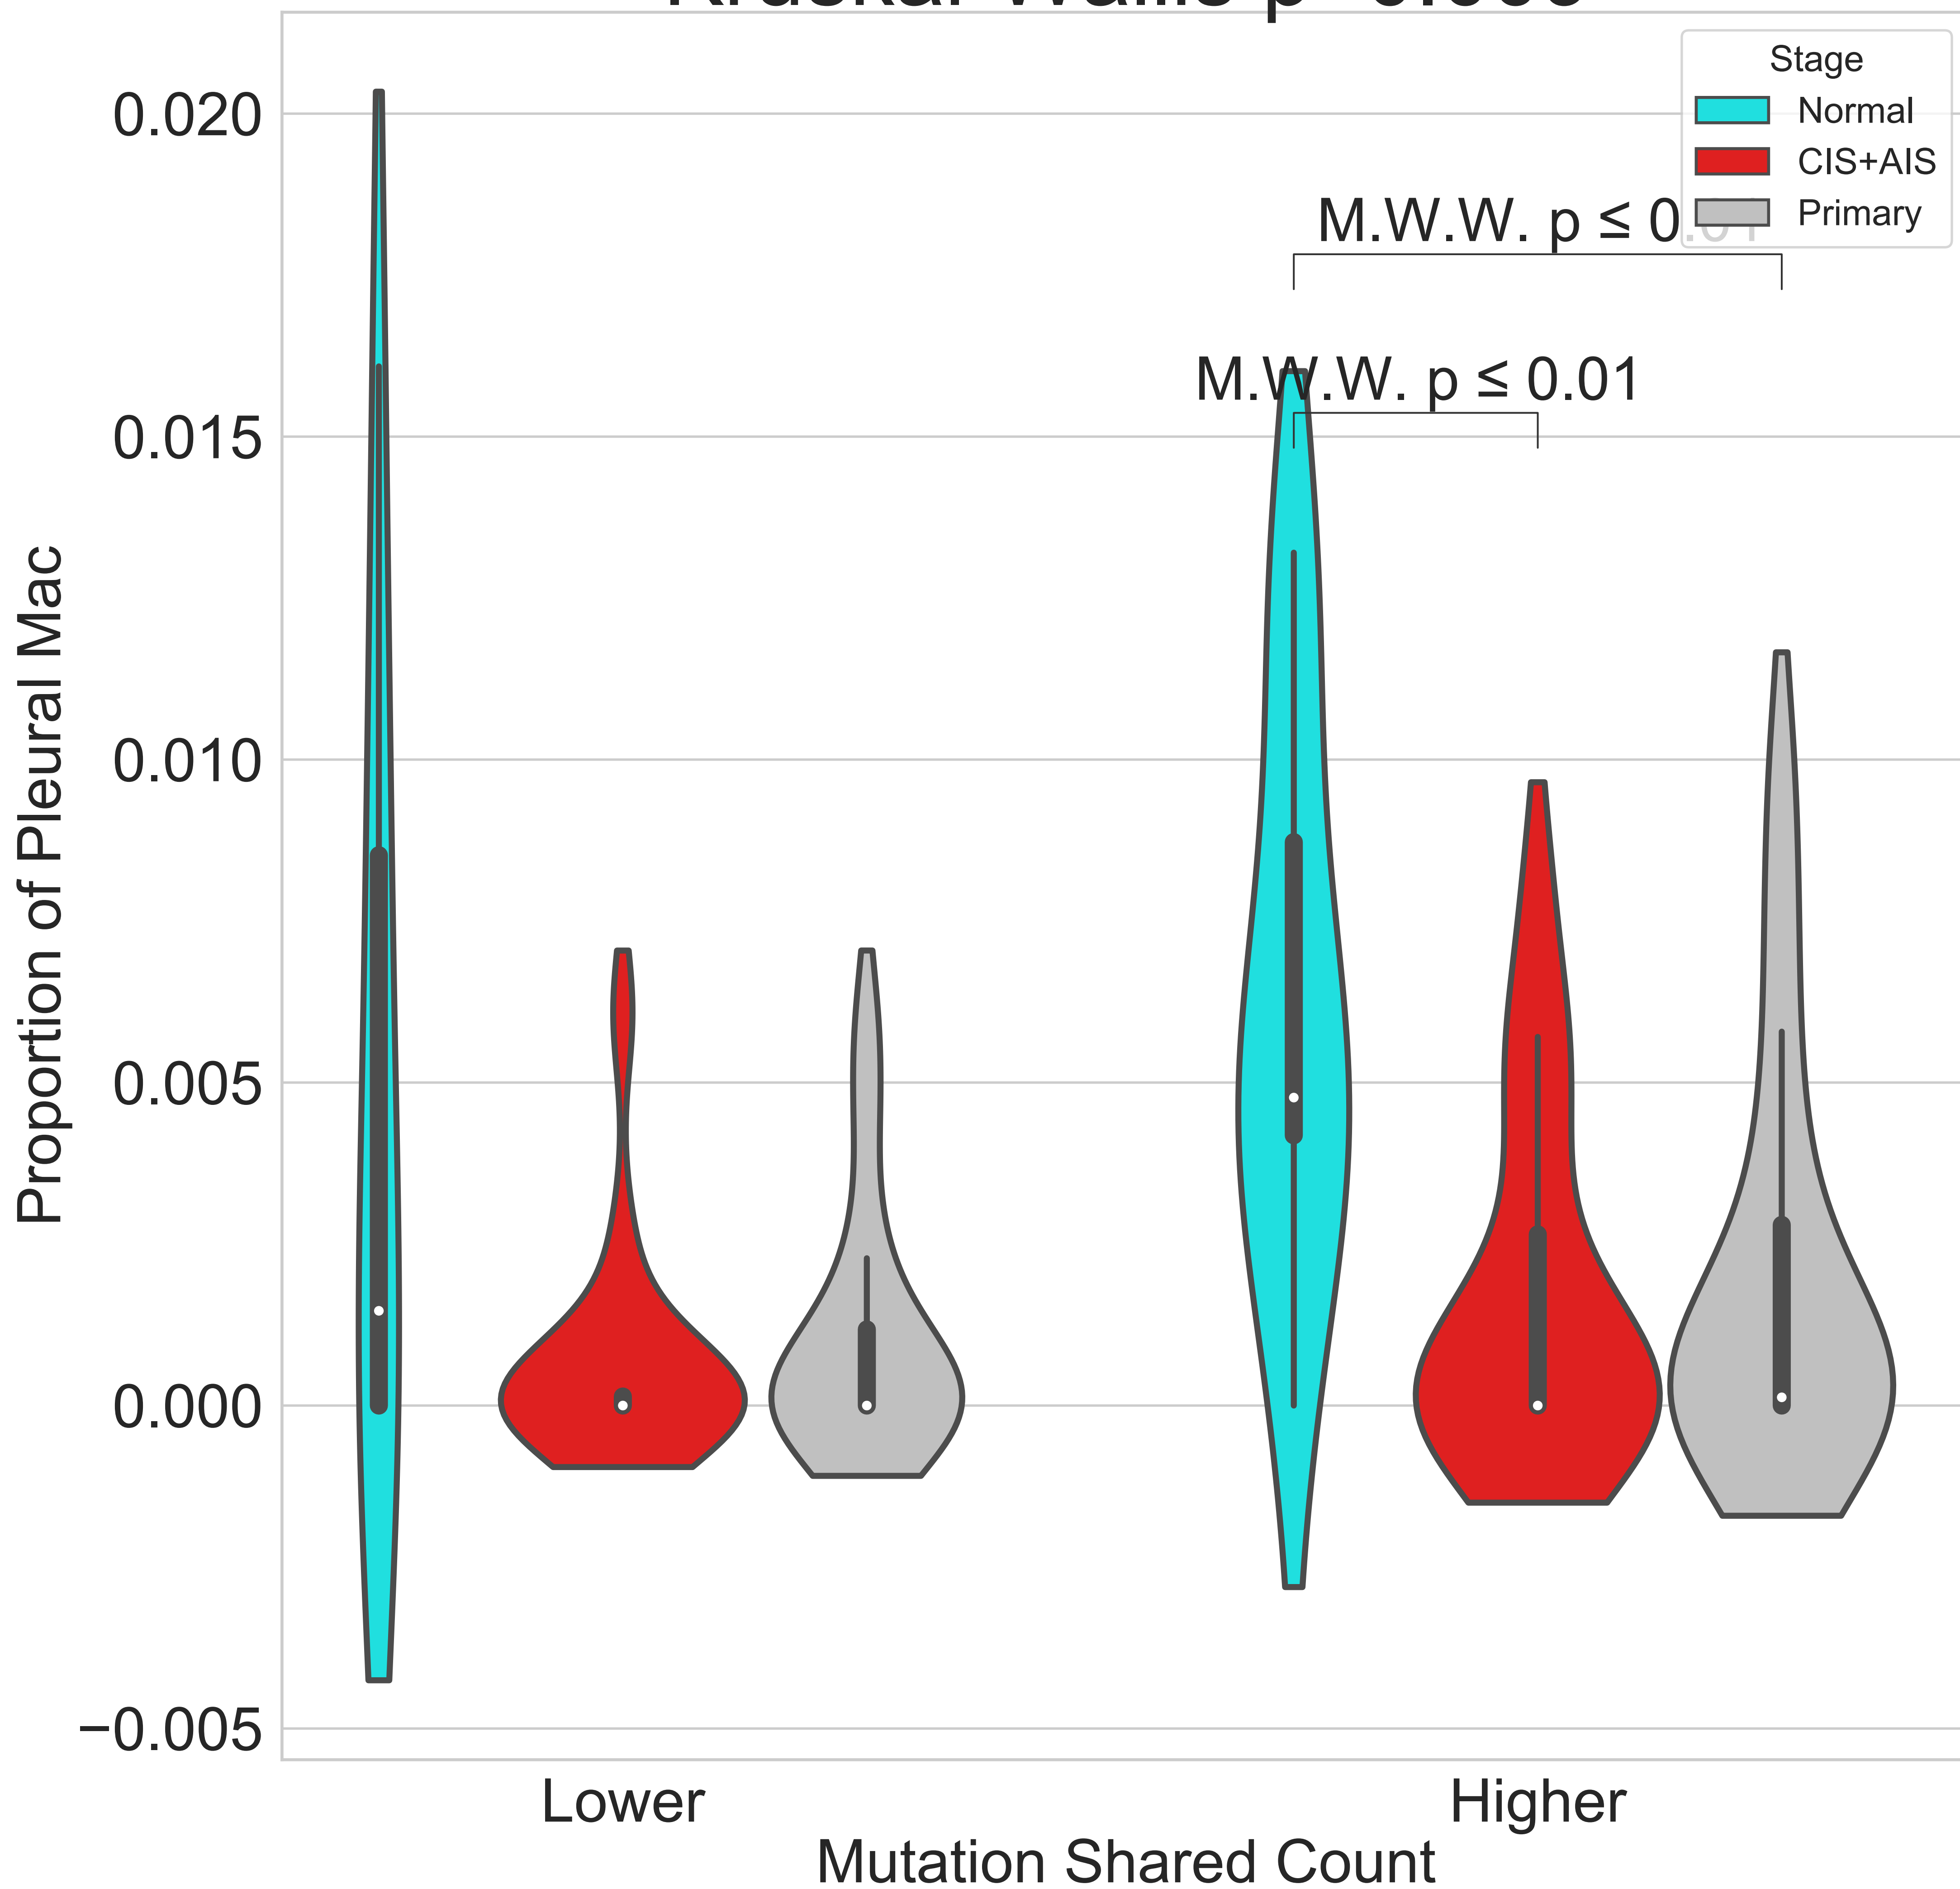 Stage
Normal
CIS+AIS
Primary
M.W.W. p ≤ 0.01
M.W.W. p ≤ 0.01
0.020
0.015
0.010
0.005
0.000
−0.005
Proportion of Pleural Mac
Lower
Higher
Mutation Shared Count